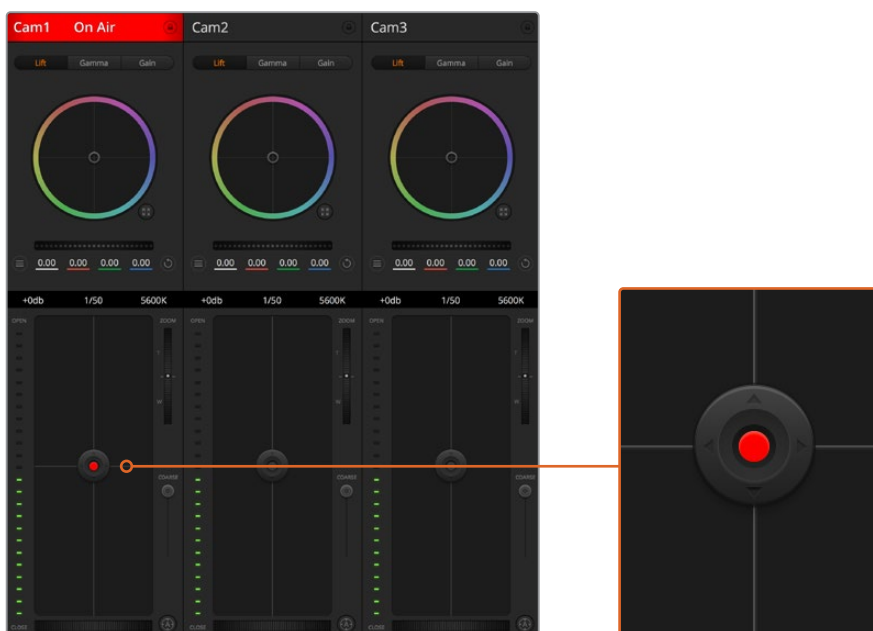 Cam1 On Air Cam2 Cam3
Lift Gamma Gain Lift Gamma Gain Lift Gamma Gain
0.00 0.00 0.00 0.00 0.00 0.00 0.00 0.00 0.00 0.00 0.00 0.00
+0db 1/50 5600K +0db 1/50 5600K +0db 1/50 5600K
OPEN ZOOM OPEN ZOOM OPEN ZOOM
T T T
W W W
COARSE COARSE COARSE
CLOSE CLOSE CLOSE